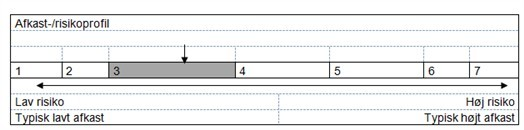 Afkast-/risikoprofil
1 2 3 4 5 6 7
Lav risiko Høj risiko
Typisk lavt afkast Typisk højt afkast